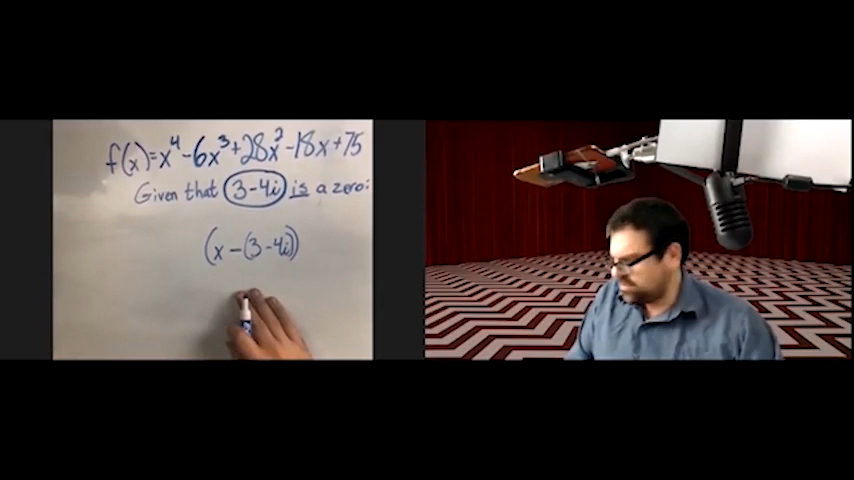 f(x)=x⁴-6x³+28x²-18x+75
Given that (3-4i) is a zero:
(x-(3-4i))